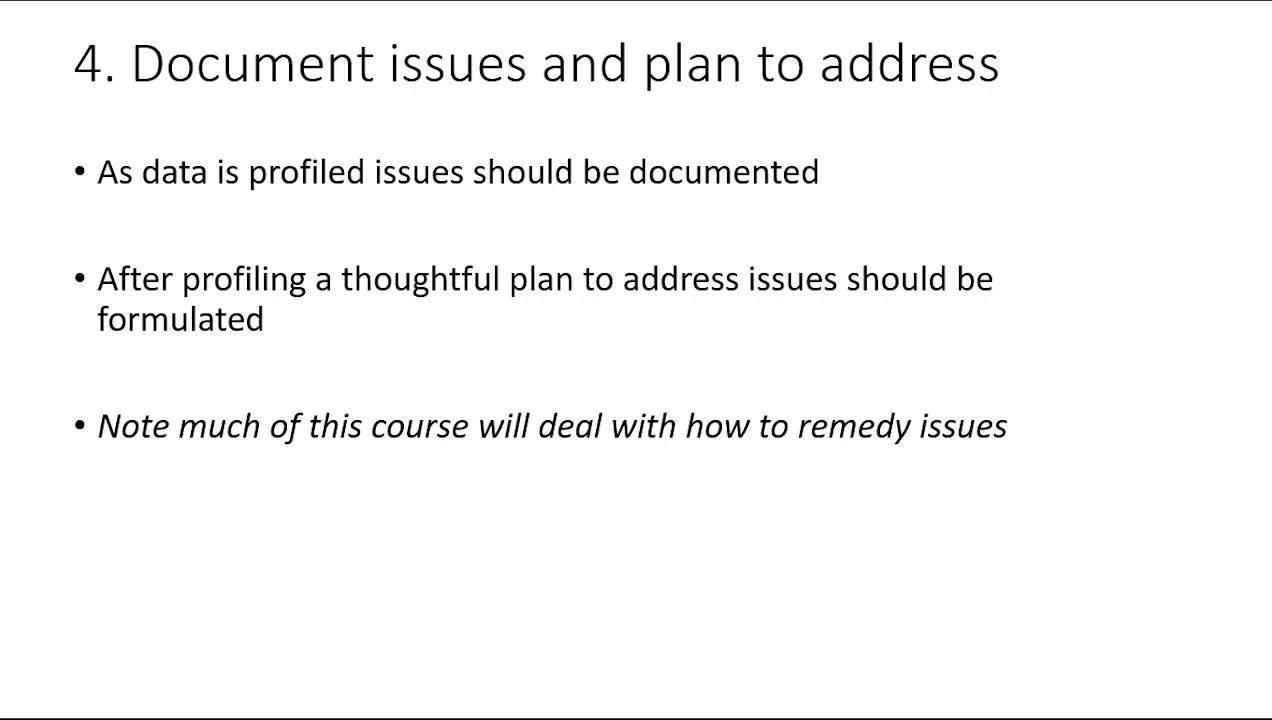 4. Document issues and plan to address
• As data is profiled issues should be documented
• After profiling a thoughtful plan to address issues should be
formulated
• Note much of this course will deal with how to remedy issues